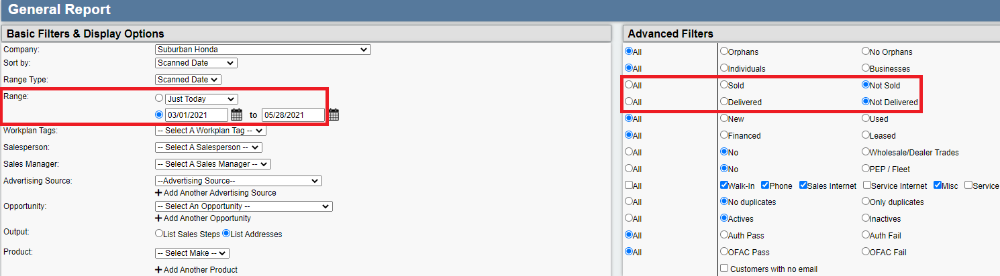 General Report
Basic Filters & Display Options
Company: Suburban Honda
Sort by: Scanned Date
Range Type: Scanned Date
Range: Just Today
03/01/2021 to 05/28/2021
Workplan Tags: -- Select A Workplan Tag --
Salesperson: -- Select A Salesperson --
Sales Manager: -- Select A Sales Manager --
Advertising Source: --Advertising Source--
+ Add Another Advertising Source
Opportunity: -- Select An Opportunity --
+ Add Another Opportunity
Output: List Sales Steps List Addresses
Product: -- Select Make --
+ Add Another Product
Advanced Filters
All Orphans No Orphans
All Individuals Businesses
All Sold Not Sold
All Delivered Not Delivered
All New Used
All Financed Leased
All No Wholesale/Dealer Trades
All No PEP / Fleet
All Walk-In Phone Sales Internet Service Internet Misc Service
All No duplicates Only duplicates
All Actives Inactives
All Auth Pass Auth Fail
All OFAC Pass OFAC Fail
Customers with no email